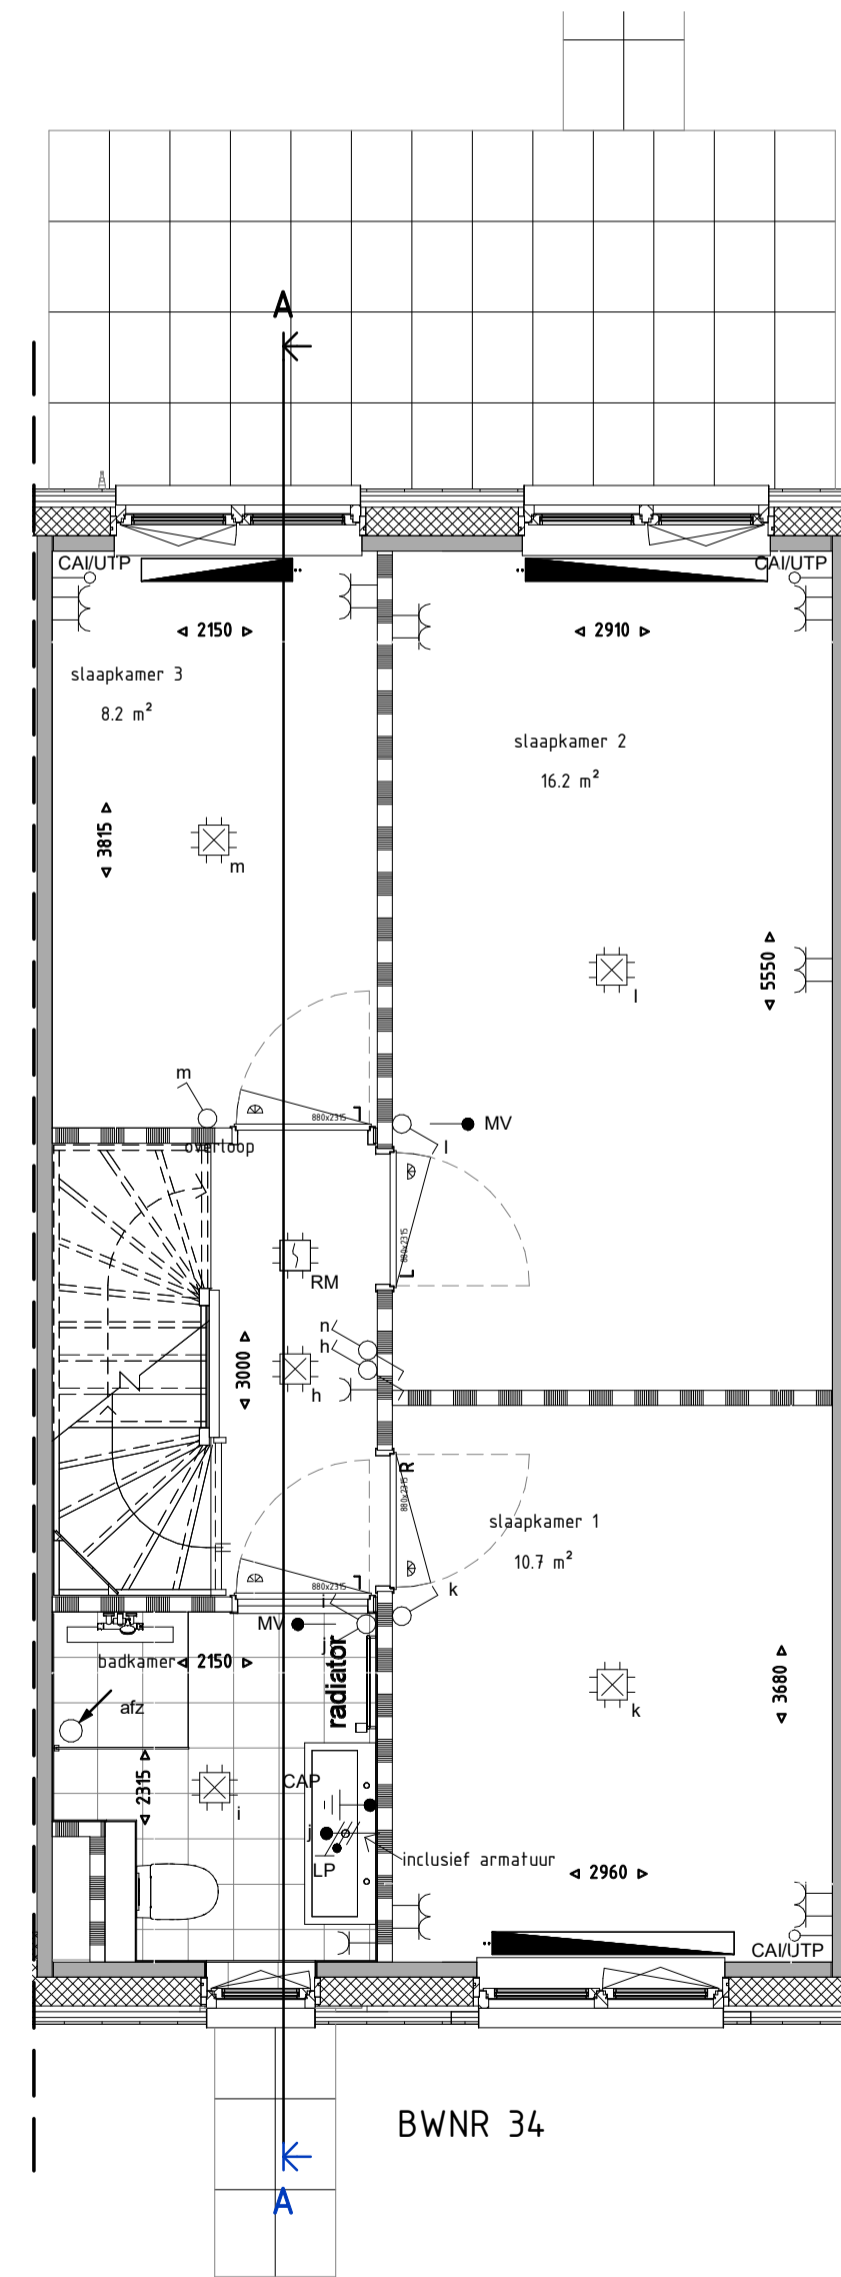 A
CAI/UTP
CAI/UTP
2150
2910
slaapkamer 3
8.2 m²
slaapkamer 2
16.2 m²
3815
m
5550
l
m
880x2315
MV
overloop
l
880x2315
L
RM
n
h
3000
h
R
880x2315
slaapkamer 1
10.7 m²
880x2315
k
i
MV
radiator
badkamer
2150
afz
3680
k
2315
CAP
i
j
LP
inclusief armatuur
2960
CAI/UTP
BWNR 34
A